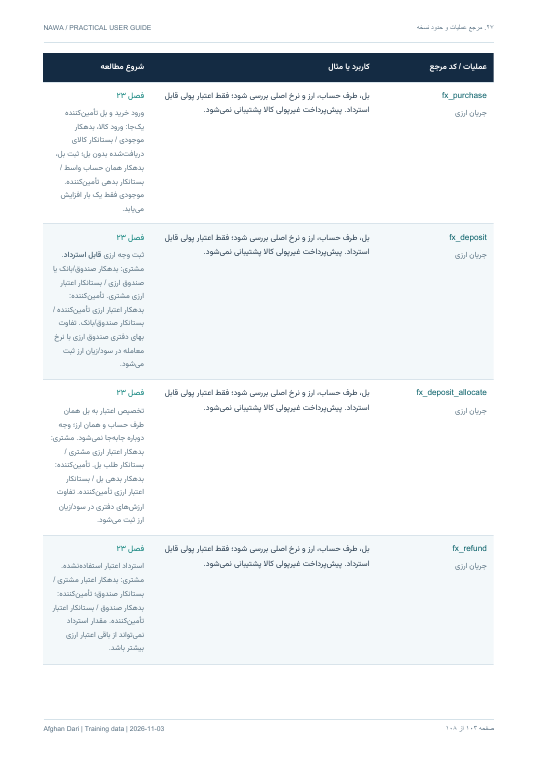 NAWA / PRACTICAL USER GUIDE
۴۲. مرجع عملیات و حدود نسخه
عملیات / کد مرجع
کاربرد یا مثال
شروع مطالعه
fx_purchase
جریان ارزی
بل، طرف حساب، ارز و نرخ اصلی بررسی شود؛ فقط اعتبار پولی قابل
استرداد. پیش‌پرداخت غیرپولی کالا پشتیبانی نمی‌شود.
فصل ۲۳
ورود خرید و بل تأمین‌کننده
یک‌جا: ورود کالا، بدهکار
موجودی / بستانکار کالای
دریافت‌شده بدون بل؛ ثبت بل،
بدهکار همان حساب واسط /
بستانکار بدهی تأمین‌کننده.
موجودی فقط یک بار افزایش
می‌یابد.
fx_deposit
جریان ارزی
بل، طرف حساب، ارز و نرخ اصلی بررسی شود؛ فقط اعتبار پولی قابل
استرداد. پیش‌پرداخت غیرپولی کالا پشتیبانی نمی‌شود.
فصل ۲۳
ثبت وجه ارزی قابل استرداد.
مشتری: بدهکار صندوق/بانک یا
صندوق ارزی / بستانکار اعتبار
ارزی مشتری. تأمین‌کننده:
بدهکار اعتبار ارزی تأمین‌کننده /
بستانکار صندوق/بانک. تفاوت
بهای دفتری صندوق ارزی با نرخ
معامله در سود/زیان ارز ثبت
می‌شود.
fx_deposit_allocate
جریان ارزی
بل، طرف حساب، ارز و نرخ اصلی بررسی شود؛ فقط اعتبار پولی قابل
استرداد. پیش‌پرداخت غیرپولی کالا پشتیبانی نمی‌شود.
فصل ۲۳
تخصیص اعتبار به بل همان
طرف حساب و همان ارز؛ وجه
دوباره جابه‌جا نمی‌شود. مشتری:
بدهکار اعتبار ارزی مشتری /
بستانکار طلب بل. تأمین‌کننده:
بدهکار بدهی بل / بستانکار
اعتبار ارزی تأمین‌کننده. تفاوت
ارزش‌های دفتری در سود/زیان
ارز ثبت می‌شود.
fx_refund
جریان ارزی
بل، طرف حساب، ارز و نرخ اصلی بررسی شود؛ فقط اعتبار پولی قابل
استرداد. پیش‌پرداخت غیرپولی کالا پشتیبانی نمی‌شود.
فصل ۲۳
استرداد اعتبار استفاده‌نشده.
مشتری: بدهکار اعتبار مشتری /
بستانکار صندوق؛ تأمین‌کننده:
بدهکار صندوق / بستانکار اعتبار
تأمین‌کننده. مقدار استرداد
نمی‌تواند از باقی اعتبار ارزی
بیشتر باشد.
Afghan Dari | Training data | 2026-11-03
صفحه ۱۰۳ از ۱۰۸